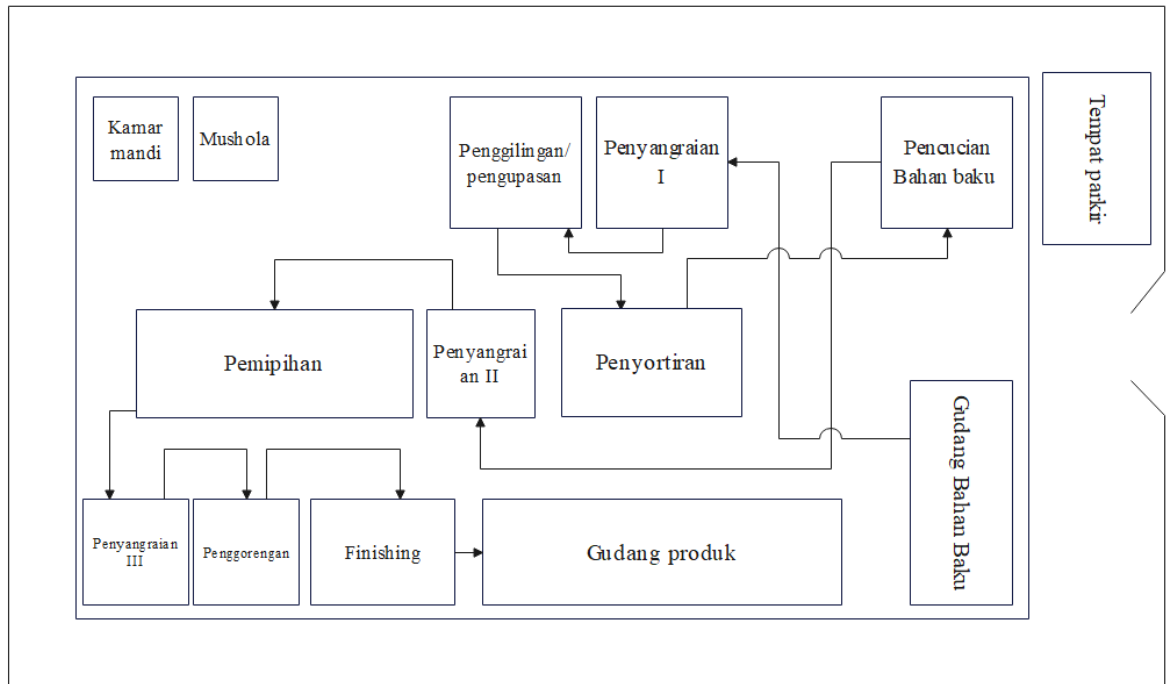 Kamar
mandi
Mushola
Penggilingan/
pengupasan
Penyangraian
I
Pencucian
Bahan baku
Tempat parkir
Pemipihan
Penyangrai
an II
Penyortiran
Gudang Bahan Baku
Penyangraian
III
Penggorengan
Finishing
Gudang produk